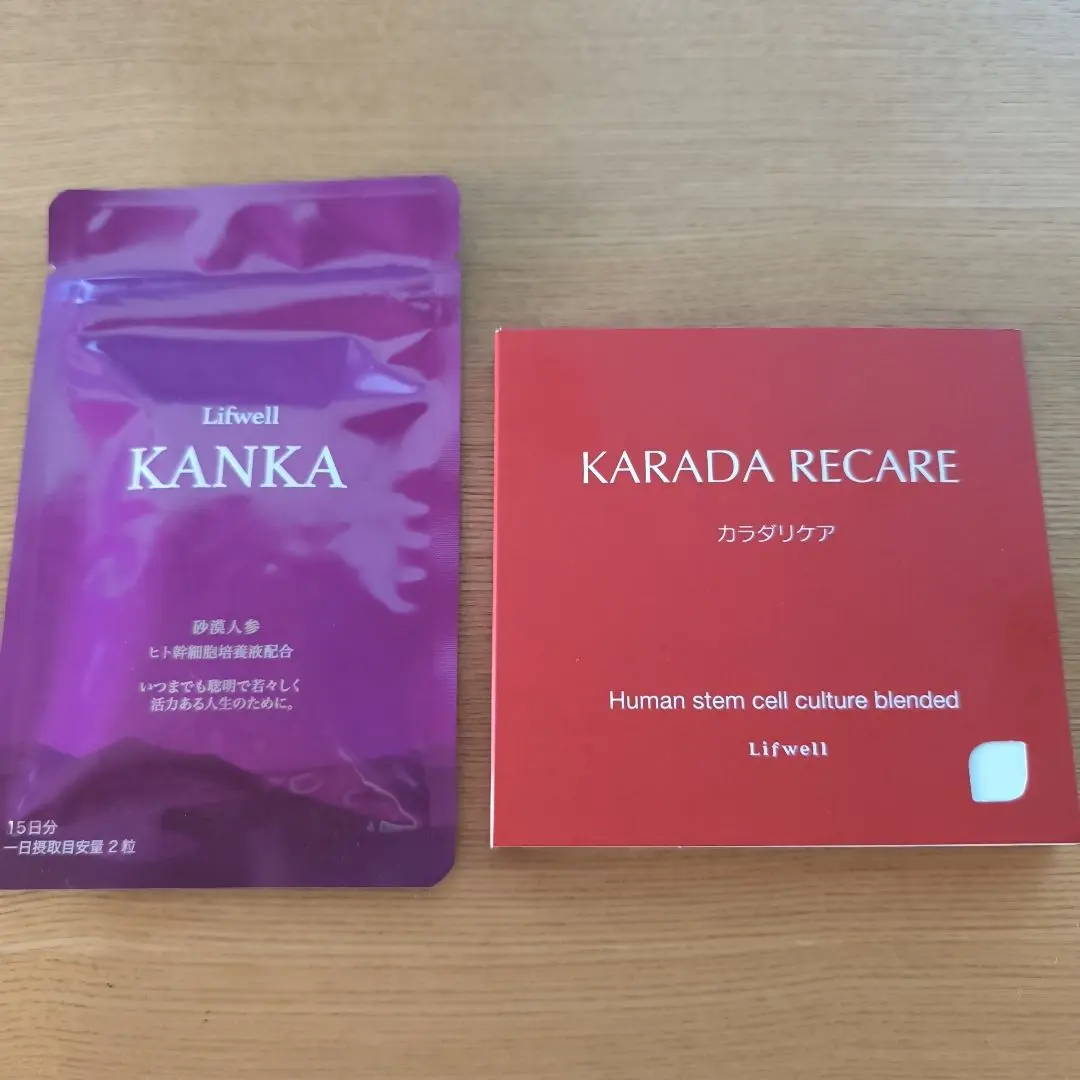 Lifwell
KANKA
砂漠人参
ヒト幹細胞培養液配合
いつまでも聡明で若々しく
活力ある人生のために。
15日分
一日摂取目安量 2 粒
KARADA RECARE
カラダリケア
Human stem cell culture blended
Lifwell